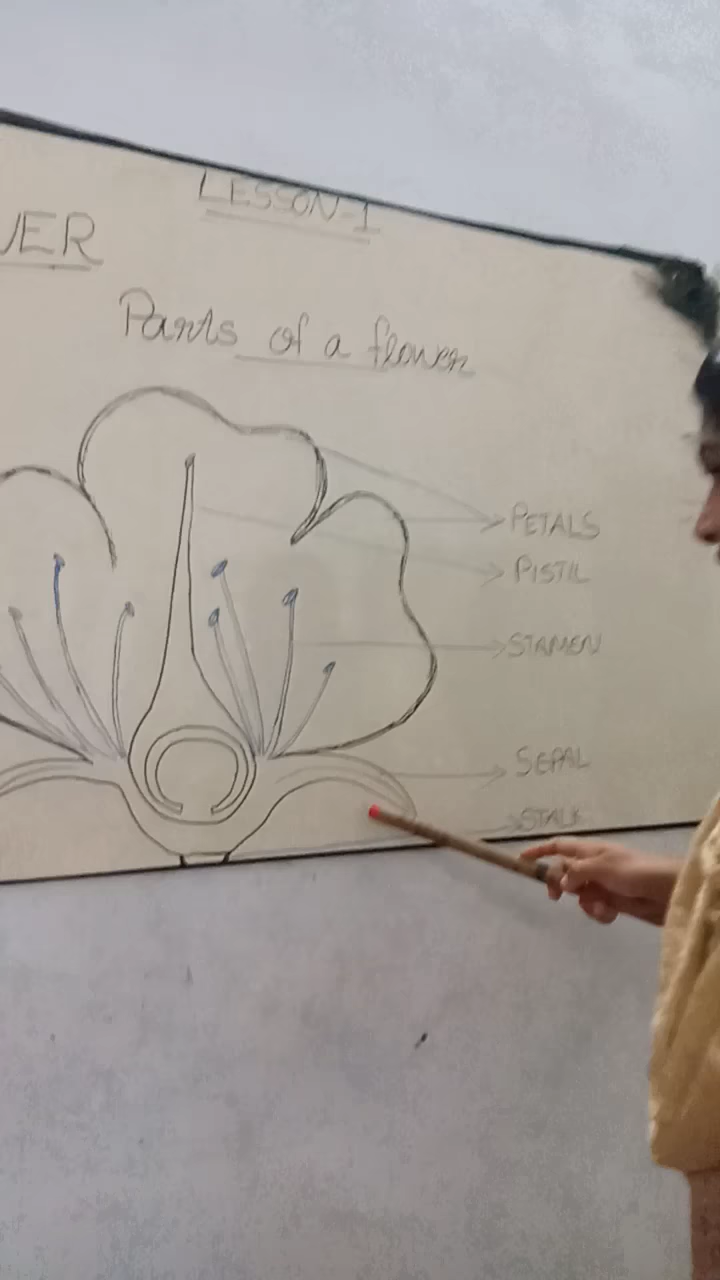 LESSON-1
VER
Parts of a flower
PETALS
PISTIL
STAMEN
SEPAL
STALK